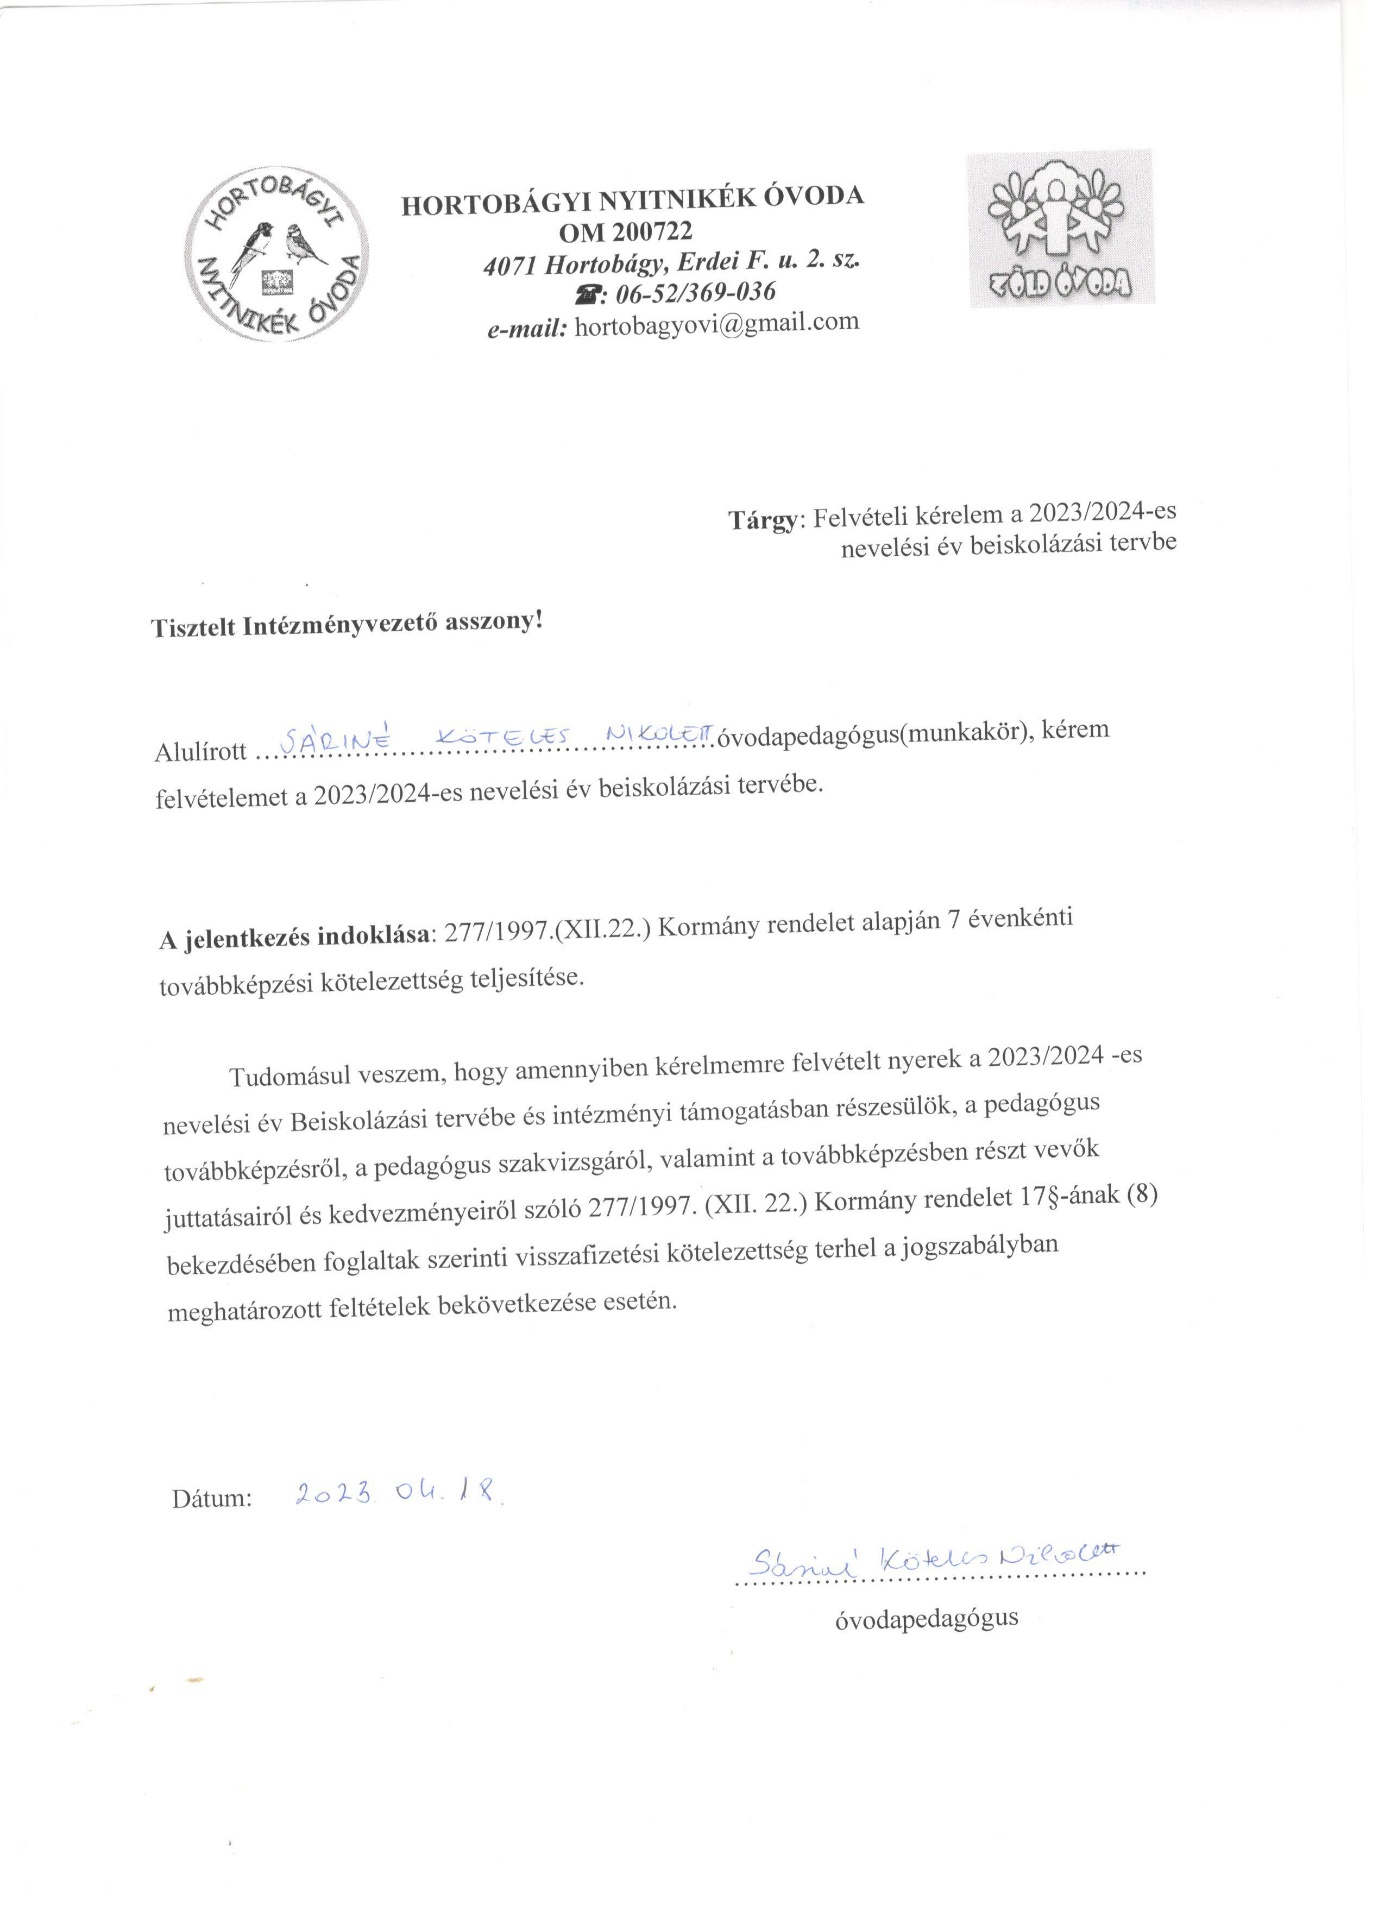 HORTOBÁGYI
NYITNIKÉK ÓVODA
HORTOBÁGYI NYITNIKÉK ÓVODA
OM 200722
4071 Hortobágy, Erdei F. u. 2. sz.
☎: 06-52/369-036
e-mail: hortobagyovi@gmail.com
ZÖLD ÓVODA
Tárgy: Felvételi kérelem a 2023/2024-es
nevelési év beiskolázási tervbe
Tisztelt Intézményvezető asszony!
Alulírott ...SÁRINÉ KÖTELES NIKOLETT.óvodapedagógus(munkakör), kérem
felvételemet a 2023/2024-es nevelési év beiskolázási tervébe.
A jelentkezés indoklása: 277/1997.(XII.22.) Kormány rendelet alapján 7 évenkénti
továbbképzési kötelezettség teljesítése.
Tudomásul veszem, hogy amennyiben kérelmemre felvételt nyerek a 2023/2024 -es
nevelési év Beiskolázási tervébe és intézményi támogatásban részesülök, a pedagógus
továbbképzésről, a pedagógus szakvizsgáról, valamint a továbbképzésben részt vevők
juttatásairól és kedvezményeiről szóló 277/1997. (XII. 22.) Kormány rendelet 17§-ának (8)
bekezdésében foglaltak szerinti visszafizetési kötelezettség terhel a jogszabályban
meghatározott feltételek bekövetkezése esetén.
Dátum: 2023 04. 18.
Sáriné Köteles Nikolett
óvodapedagógus